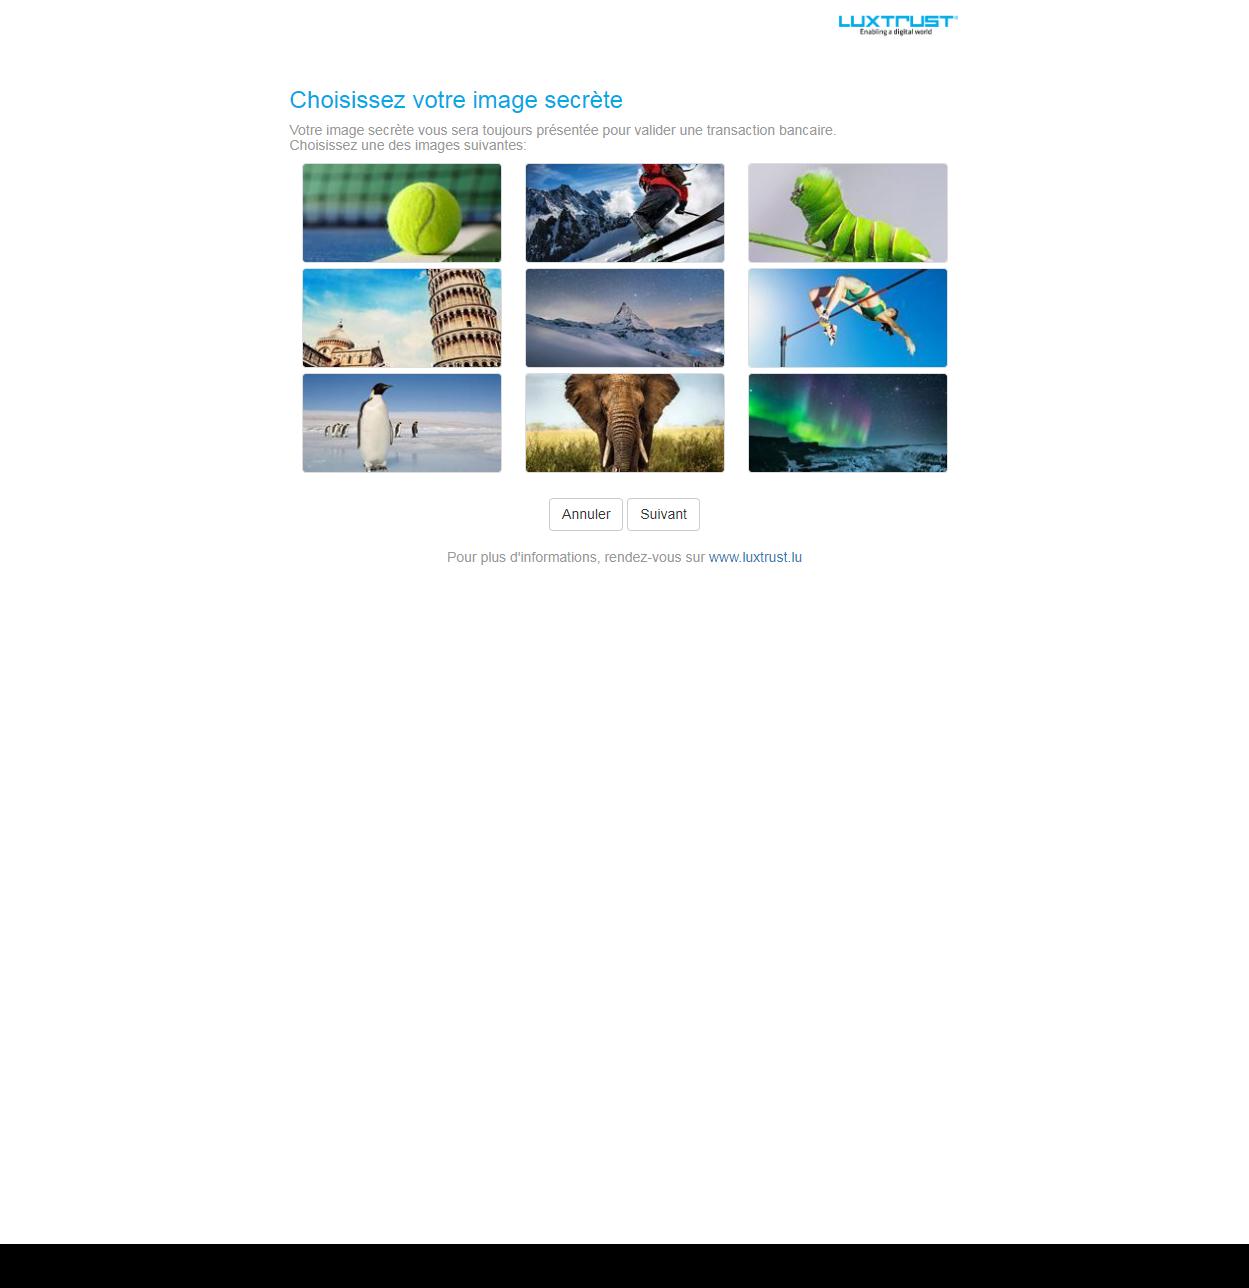 LUXTRUST
Enabling a digital world
Choisissez votre image secrète
Votre image secrète vous sera toujours présentée pour valider une transaction bancaire.
Choisissez une des images suivantes:
Annuler Suivant
Pour plus d'informations, rendez-vous sur www.luxtrust.lu